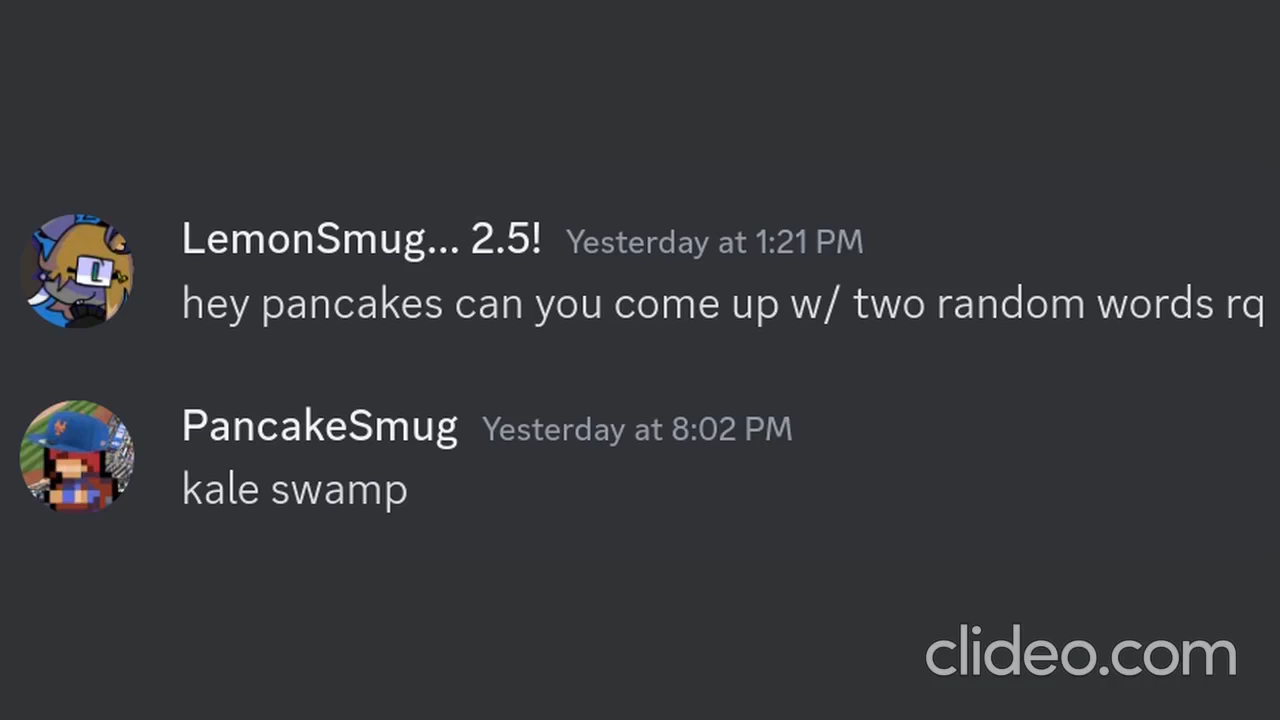 LemonSmug... 2.5! Yesterday at 1:21 PM
hey pancakes can you come up w/ two random words rq
PancakeSmug Yesterday at 8:02 PM
kale swamp
clideo.com